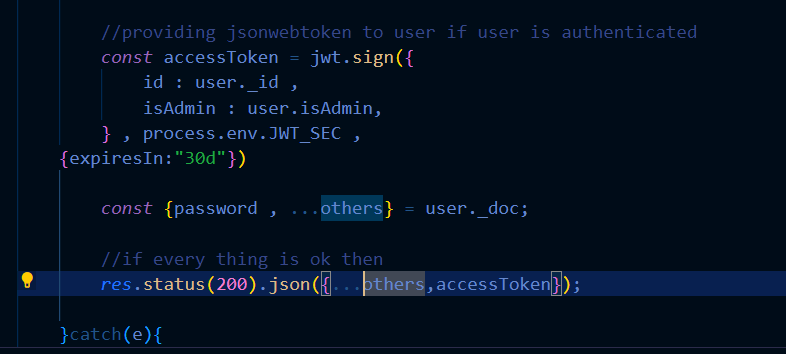 //providing jsonwebtoken to user if user is authenticated
const accessToken = jwt.sign({
id : user._id ,
isAdmin : user.isAdmin,
} , process.env.JWT_SEC ,
{expiresIn:"30d"})
const {password , ...others} = user._doc;
//if every thing is ok then
res.status(200).json({...others,accessToken});
}catch(e){